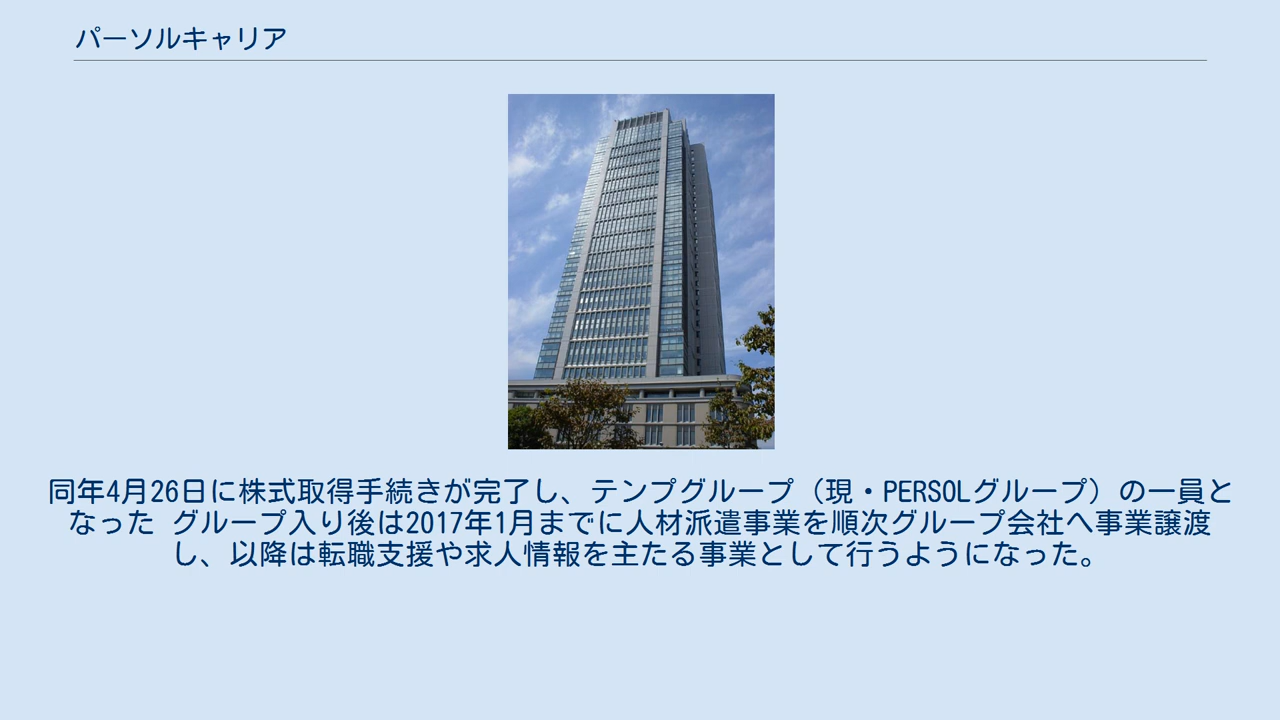 パーソルキャリア
同年4月26日に株式取得手続きが完了し、テンプグループ（現・PERSOLグループ）の一員と
なった グループ入り後は2017年1月までに人材派遣事業を順次グループ会社へ事業譲渡
し、以降は転職支援や求人情報を主たる事業として行うようになった。